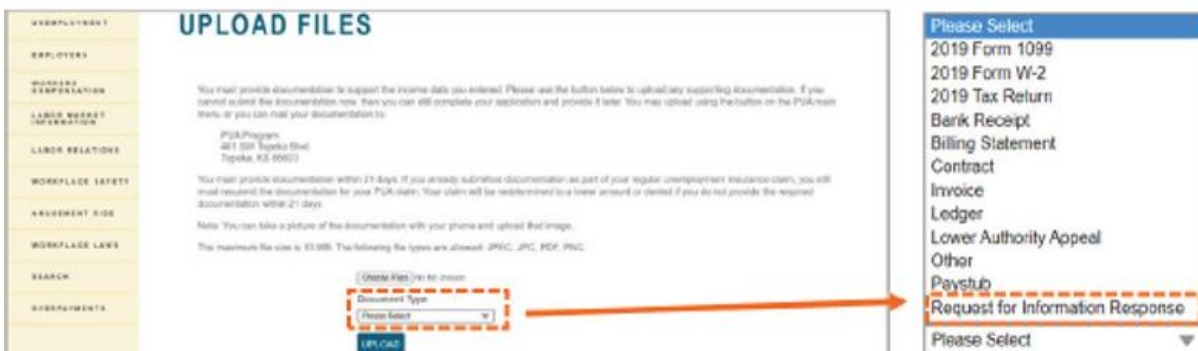 UNEMPLOYMENT
EMPLOYERS
WORKERS
COMPENSATION
LABOR MARKET
INFORMATION
LABOR RELATIONS
WORKPLACE SAFETY
AMUSEMENT RIDE
WORKPLACE LAWS
SEARCH
OVERPAYMENTS
UPLOAD FILES
You must provide documentation to support the income data you entered. Please use the button below to upload any supporting documentation. If you
cannot submit the documentation now, then you can still complete your application and provide it later. You may upload using the button on the PUA main
menu or you can mail your documentation to:
PUA Program
401 SW Topeka Blvd
Topeka, KS 66603
You must provide documentation within 21 days. If you already submitted documentation as part of your regular unemployment insurance claim, you still
must resubmit the documentation for your PUA claim. Your claim will be redetermined to a lower amount or denied if you do not provide the required
documentation within 21 days.
Note: You can take a picture of the documentation with your phone and upload that image.
The maximum file size is 10 MB. The following file types are allowed: JPEG, JPG, PDF, PNG
Choose Files No file chosen
Document Type
Please Select
UPLOAD
Please Select
2019 Form 1099
2019 Form W-2
2019 Tax Return
Bank Receipt
Billing Statement
Contract
Invoice
Ledger
Lower Authority Appeal
Other
Paystub
Request for Information Response
Please Select